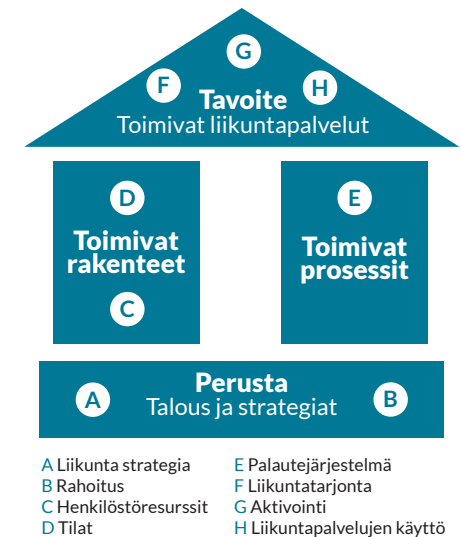 G
F
H
Tavoite
Toimivat liikuntapalvelut
D
Toimivat
rakenteet
C
E
Toimivat
prosessit
A
Perusta
Talous ja strategiat
B
A Liikunta strategia
B Rahoitus
C Henkilöstöresurssit
D Tilat
E Palautejärjestelmä
F Liikuntatarjonta
G Aktivointi
H Liikuntapalvelujen käyttö